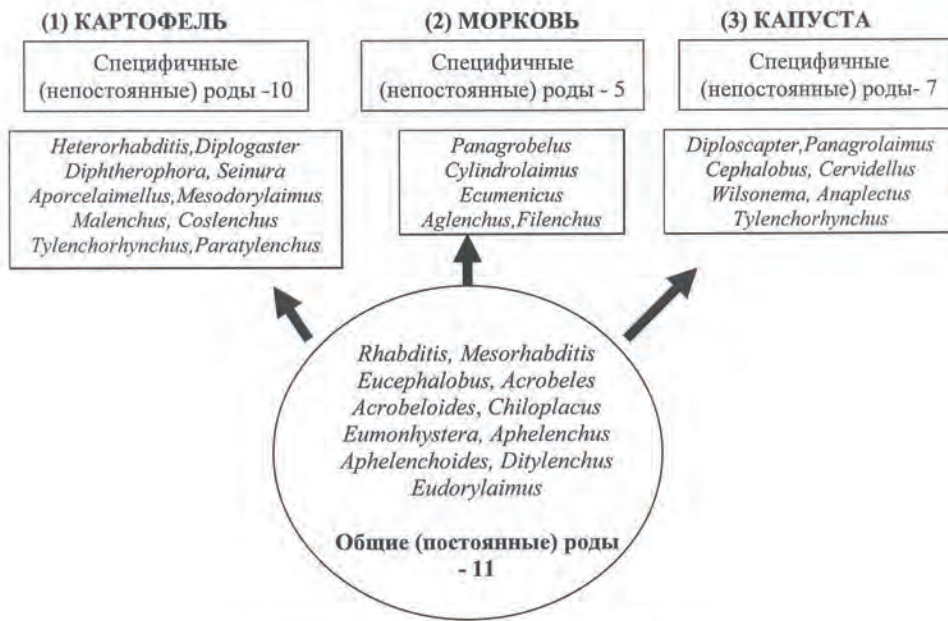 (1) КАРТОФЕЛЬ
Специфичные
(непостоянные) роды -10
Heterorhabditis,Diplogaster
Diphtherophora, Seinura
Aporcelaimellus,Mesodorylaimus
Malenchus, Coslenchus
Tylenchorhynchus,Paratylenchus
(2) МОРКОВЬ
Специфичные
(непостоянные) роды - 5
Panagrobelus
Cylindrolaimus
Ecumenicus
Aglenchus,Filenchus
(3) КАПУСТА
Специфичные
(непостоянные) роды- 7
Diploscapter,Panagrolaimus
Cephalobus, Cervidellus
Wilsonema, Anaplectus
Tylenchorhynchus
Rhabditis, Mesorhabditis
Eucephalobus, Acrobeles
Acrobeloides, Chiloplacus
Eumonhystera, Aphelenchus
Aphelenchoides, Ditylenchus
Eudorylaimus
Общие (постоянные) роды
- 11